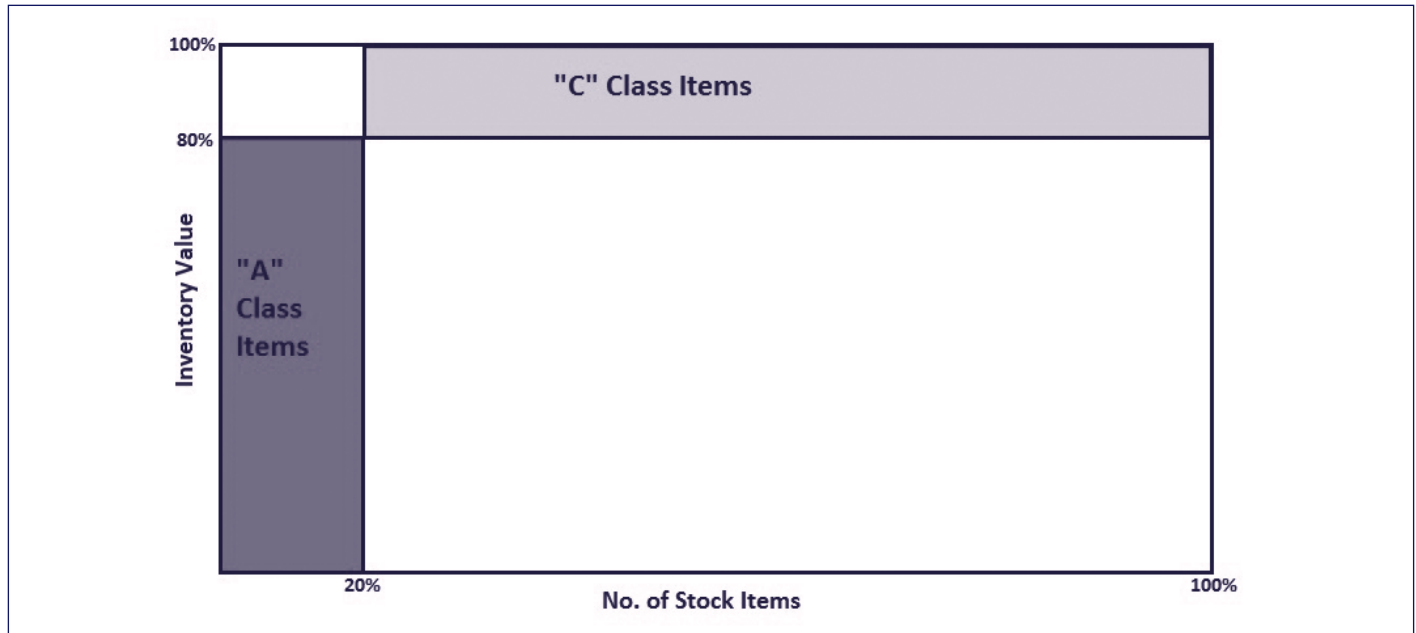 100%
"C" Class Items
80%
Inventory Value
"A"
Class
Items
20%
100%
No. of Stock Items